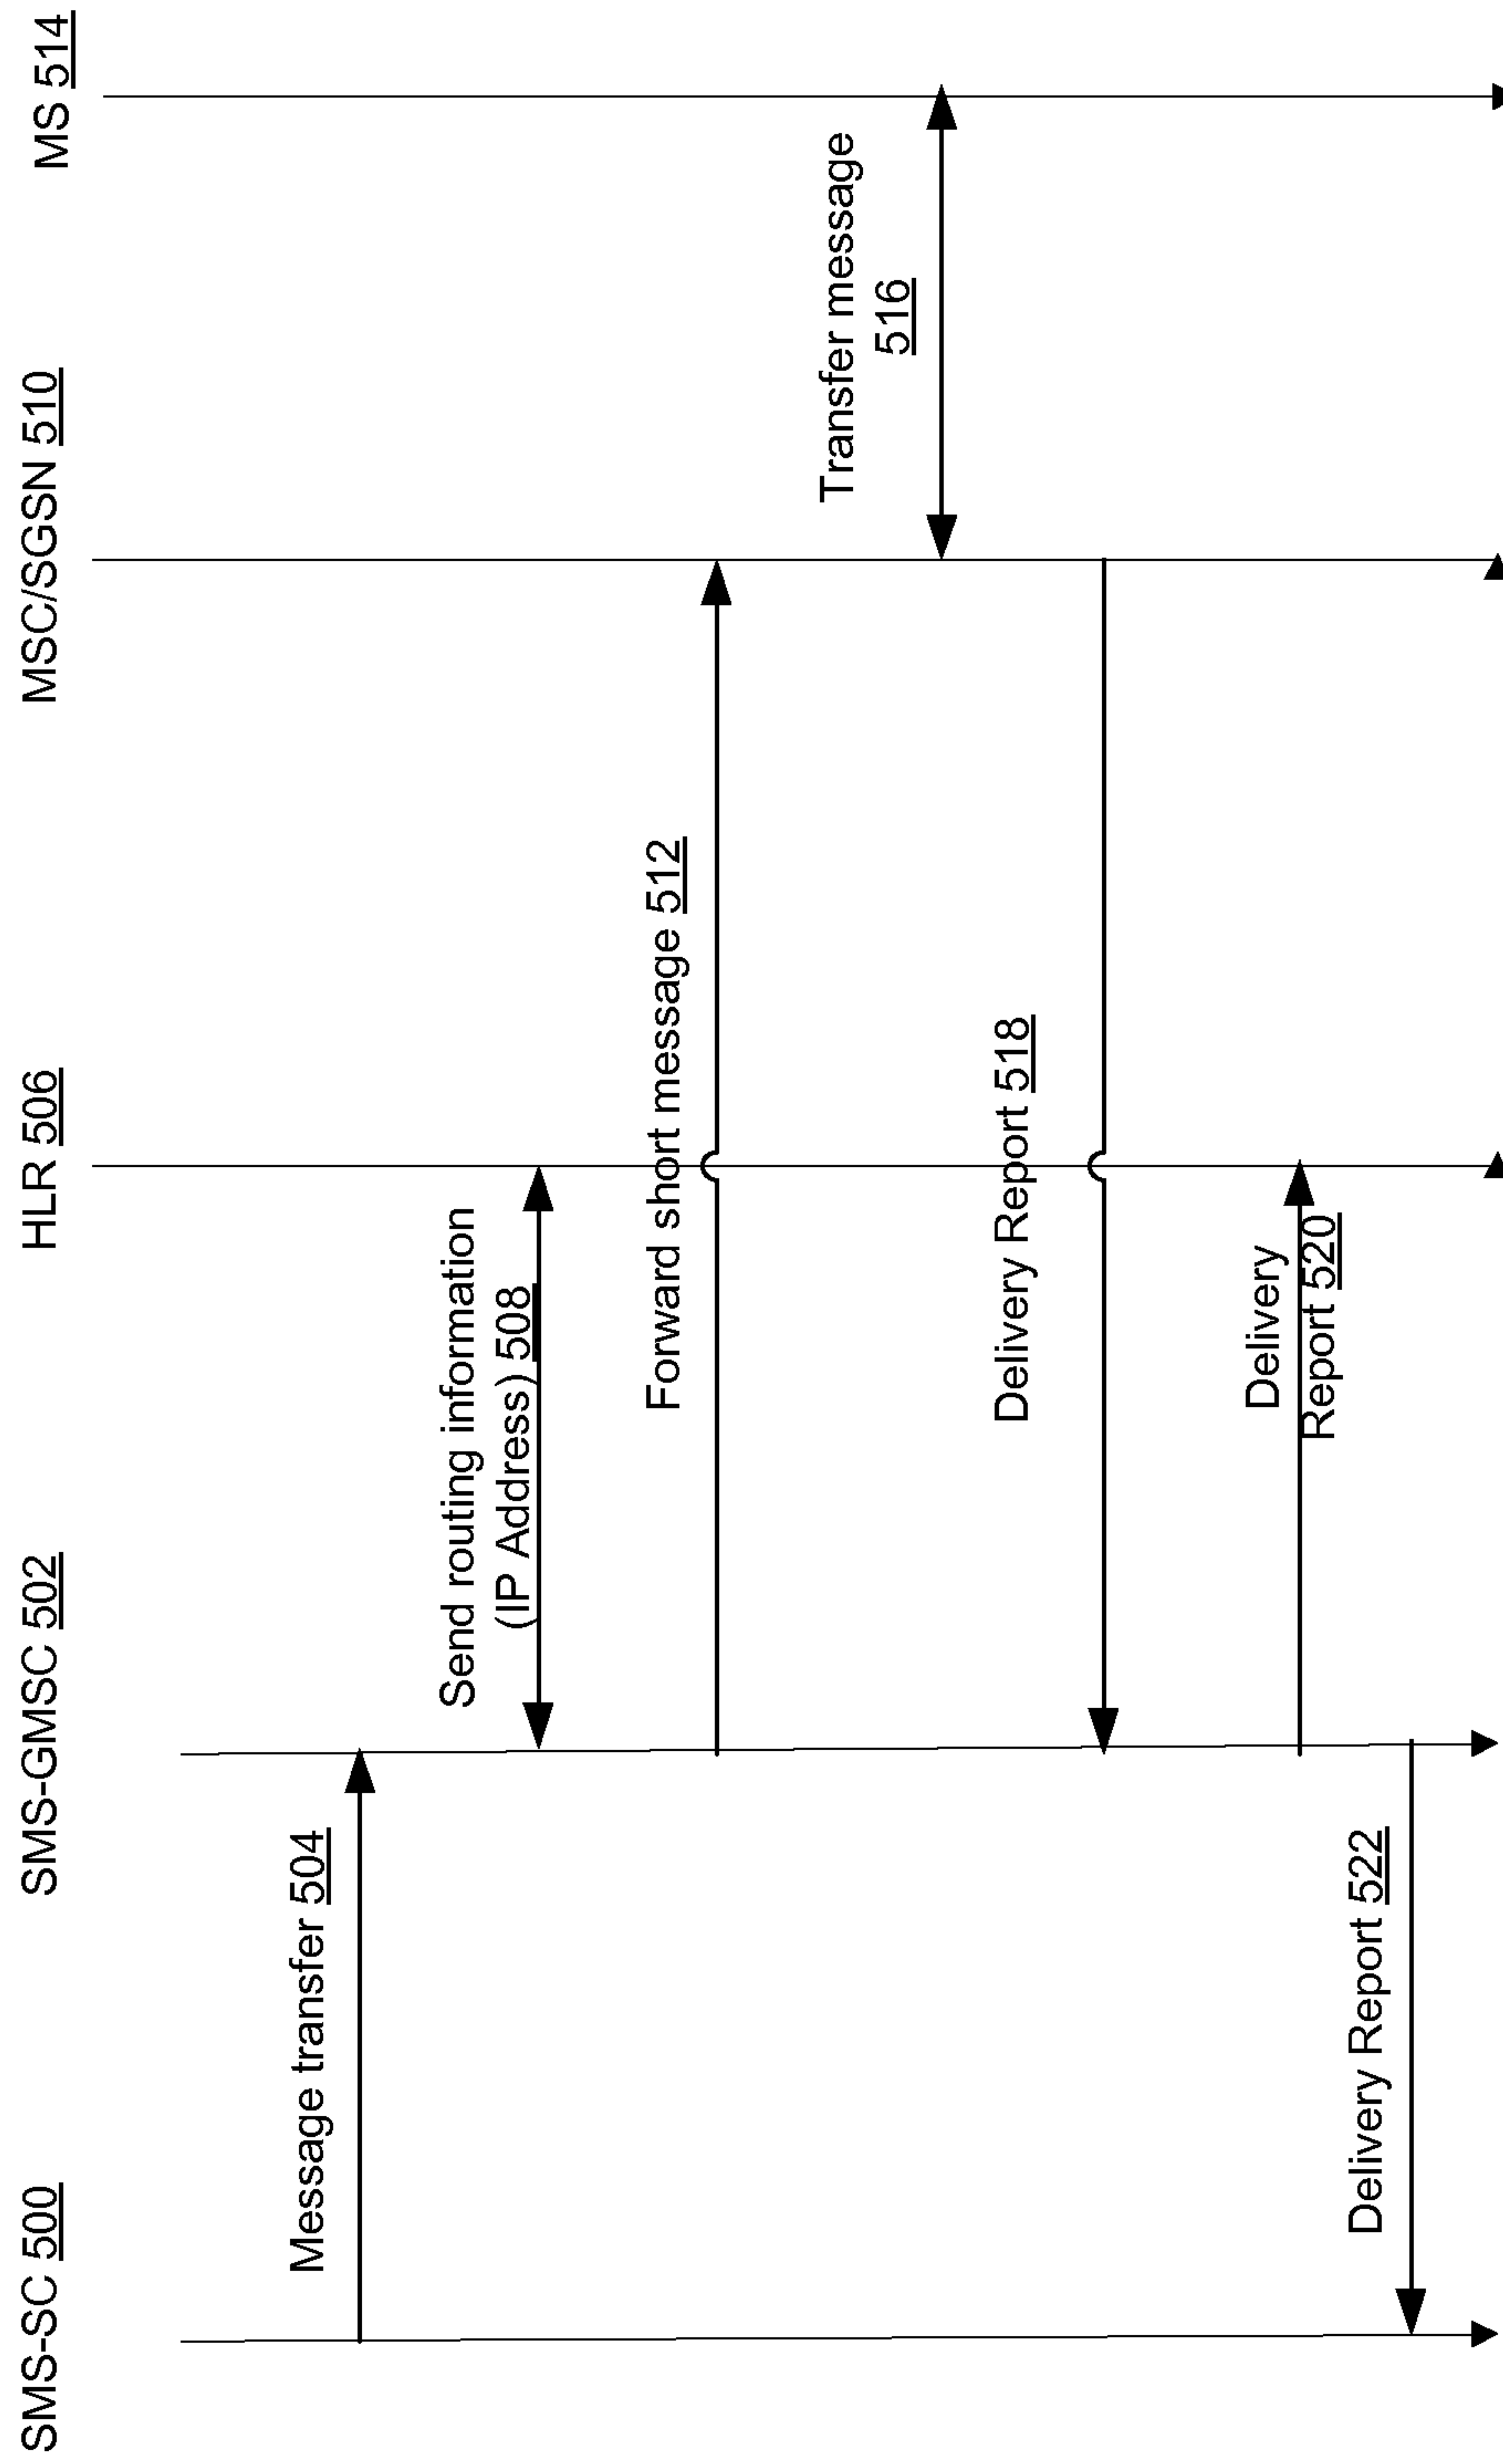 SMS-SC 500
SMS-GMSC 502
HLR 506
MSC/SGSN 510
MS 514
Message transfer 504
Send routing information
(IP Address) 508
Forward short message 512
Transfer message
516
Delivery Report 518
Delivery
Report 520
Delivery Report 522